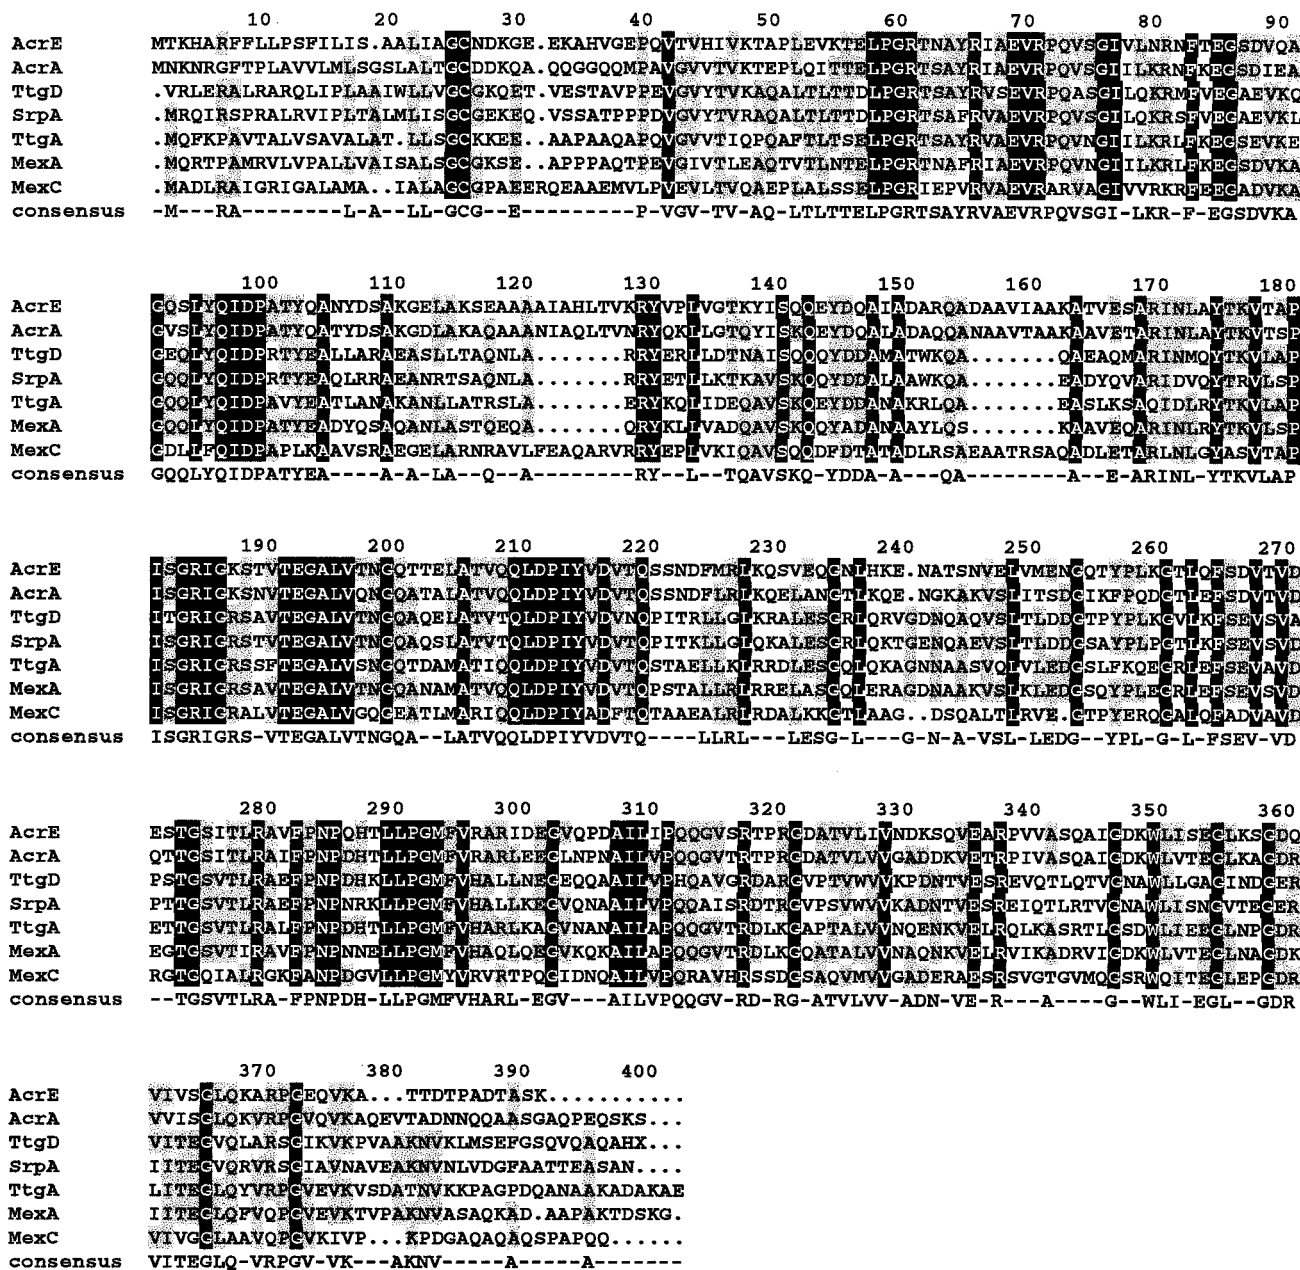 10 20 30 40 50 60 70 80 90
AcrE MTKHARFFLLPSFILIS.AALIAGCNDKGE.EKAHVGEPQVTVHIVKTAPLEVKTELPGRTNAYRIAEVRPQVSGIVLNRNFTEGSDVQA
AcrA MNKNRGFTPLAVVLMLSGSLALTGCDDKQA.QQGGQQMPAVGVVTVKTEPLQITTELPGRTSAYRIAEVRPQVSGIILKRNFKEGSDIEA
TtgD .VRLERALRARQLIPLAAIWLLVGCGKQET.VESTAVPPEVGVYTVKAQALTLTTDLPGRTSAYRVSEVRPQASGILQKRMFVEGAEVKQ
SrpA .MRQIRSPRALRVIPLTALMLISGCGEKEQ.VSSATPPPDVGVYTVRAQALTLTTDLPGRTSAFRVAEVRPQVSGILQKRSFVEGAEVKL
TtgA .MQFKPAVTALVSAVALAT.LLSGCKKEE..AAPAAQAPQVGVVTIQPQAFTLTSELPGRTSAYRVAEVRPQVNGIILKRLFKEGSEVKE
MexA .MQRTPAMRVLVPALLVAISALSGCGKSE..APPPAQTPEVGIVTLEAQTVTLNTELPGRTNAFRIAEVRPQVNGIILKRLFKEGSDVKA
MexC .MADLRAIGRIGALAMA..IALAGCGPAEERQEAAEMVLPVEVLTVQAEPLALSSELPGRIEPVRVAEVRARVAGIVVRKRFEEGADVKA
consensus -M---RA--------L-A--LL-GCG--E---------P-VGV-TV-AQ-LTLTTELPGRTSAYRVAEVRPQVSGI-LKR-F-EGSDVKA
100 110 121 130 141 150 160 170 181
AcrE GQSLYQIDPATYQANYDSAKGELAKSEAAAAIAHLTVKRYVPLVGTKYISQQEYDQAIADARQADAAVIAAKATVESARINLAYTKVTAP
AcrA GVSLYQIDPATYQATYDSAKGDLAKAQAAANIAQLTVNRYQKLLGTQYISKQEYDQALADAQQANAAVTAAKAAVETARINLAYTKVTSP
TtgD GEQLYQIDPRTYEALLARAEASLLTAQNLA.......RRYERLLDTNAISQQQYDDAMATWKQA.......QAEAQMARINMQYTKVLAP
SrpA GQQLYQIDPRTYEAQLRRAEANRTSAQNLA.......RRYETLLKTKAVSKQQYDDALAAWKQA.......EADYQVARIDVQYTRVLSP
TtgA GQQLYQIDPAVYEATLANAKANLLATRSLA.......ERYKQLIDEQAVSKQEYDDANAKRLQA.......EASLKSAQIDLRYTKVLAP
MexA GQQLYQIDPATYEADYQSAQANLASTQEQA.......QRYKLLVADQAVSKQQYADANAAYLQS.......KAAVEQARINLRYTKVLSP
MexC GDLLFQIDPAPLKAAVSRAEGELARNRAVLFEAQARVRRYEPLVKIQAVSQQDFDTATADLRSAEAATRSAQADLETARLNLGYASVTAP
consensus GQQLYQIDPATYEA----A-A-LA--Q--A--------RY--L--TQAVSKQ-YDDA-A---QA---------A--E-ARINL-YTKVLAP
190 200 210 220 230 240 250 261 272
AcrE ISGRIGKSTVTEGALVTNGQTTELATVQQLDPIYVDVTQSSNDFMRLKQSVEQGNLHKE.NATSNVELVMENGQTYPLKGTLQFSDVTVD
AcrA ISGRIGKSNVTEGALVQNGQATALATVQQLDPIYVDVTQSSNDFLRLKQELANGTLKQE.NGKAKVSLITSDGIKFPQDGTLEFSDVTVD
TtgD ITGRIGRSAVTEGALVTNGQAQELATVTQLDPIYVDVNQPITRLLGLKRALESGRLQRVGDNQAQVSLTLDDGTPYPLKGVLKFSEVSVA
SrpA ISGRIGRSTVTEGALVTNGQAQSLATVTQLDPIYVDVTQPITKLLGLQKALESGRLQKTGENQAEVSLTLDDGSAYPLPGTLKFSEVSVD
TtgA ISGRIGRSSFTEGALVSNGQTDAMATIQQLDPIYVDVTQSTAELLKLRRDLESGQLQKAGNNAASVQLVLEDGSLFKQEGRLEFSEVAVD
MexA ISGRIGRSAVTEGALVTNGQANAMATVQQLDPIYVDVTQPSTALLRLRRELASGQLERAGDNAAKVSLKLEDGSQYPLEGRLEFSEVSVD
MexC ISGRIGRALVTEGALVGQGEATLMARIQQLDPIYADFTQTAAEALRLRDALKKGTLAAG..DSQALTLRVE.GTPYERQGALQFADVAVD
consensus ISGRIGRS-VTEGALVTNGQA--LATVQQLDPIYVDVTQ----LLRL---LESG-L---G-N-A-VSL-LEDG--YPL-G-L-FSEV-VD
280 290 300 310 320 330 340 350 361
AcrE ESTGSITLRAVFPNPQHTLLPGMFVRARIDEGVQPDAILIPQQGVSRTPRGDATVLIVNDKSQVEARPVVASQAIGDKWLISEGLKSGDQ
AcrA QTTGSITLRAIFPNPDHTLLPGMFVRARLEEGLNPNAILVPQQGVTRTPRGDATVLVVGADDKVETRPIVASQAIGDKWLVTEGLKAGDR
TtgD PSTGSVTLRAEFPNPDHKLLPGMFVHALLNEGEQQAAILVPHQAVGRDARGVPTVWVVKPDNTVESREVQTLQTVGNAWLLGAGINDGER
SrpA PTTGSVTLRAEFPNPNRKLLPGMFVHALLKEGVQNAAILVPQQAISRDTRGVPSVWVVKADNTVESREIQTLRTVGNAWLISNGVTEGER
TtgA ETTGSVTLRALFPNPDHTLLPGMFVHARLKAGVNANAILAPQQGVTRDLKGAPTALVVNQENKVELRQLKASRTLGSDWLIEEGLNPGDR
MexA EGTGSVTIRAVFPNPNNELLPGMFVHAQLQEGVKQKAILAPQQGVTRDLKGQATALVVNAQNKVELRVIKADRVIGDKWLVTEGLNAGDK
MexC RGTGQIALRGKFANPDGVLLPGMYVRVRTPQGIDNQAILVPQRAVHRSSDGSAQVMVVGADERAESRSVGTGVMQGSRWQITEGLEPGDR
consensus --TGSVTLRA-FPNPDH-LLPGMFVHARL-EGV---AILVPQQGV-RD-RG-ATVLVV-ADN-VE-R---A----G--WLI-EGL--GDR
370 380 390 400
AcrE VIVSGLQKARPGEQVKA...TTDTPADTASK...........
AcrA VVISGLQKVRPGVQVKAQEVTADNNQQAASGAQPEQSKS...
TtgD VITEGVQLARSGIKVKPVAAKNVKLMSEFGSQVQAQAHX...
SrpA IITEGVQRVRSGIAVNAVEAKNVNLVDGFAATTEASAN....
TtgA LITEGLQYVRPGVEVKVSDATNVKKPAGPDQANAAKADAKAE
MexA IITEGLQFVQPGVEVKTVPAKNVASAQKAD.AAPAKTDSKG.
MexC VIVGGLAAVQPGVKIVP...KPDGAQAQAQSPAPQQ......
consensus VITEGLQ-VRPGV-VK---AKNV-----A----A-------